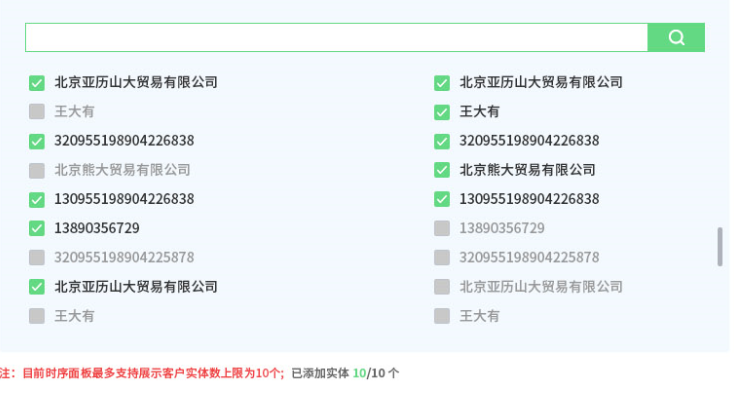 北京亚历山大贸易有限公司 北京亚历山大贸易有限公司
王大有 王大有
320955198904226838 320955198904226838
北京熊大贸易有限公司 北京熊大贸易有限公司
130955198904226838 130955198904226838
13890356729 13890356729
320955198904225878 320955198904225878
北京亚历山大贸易有限公司 北京亚历山大贸易有限公司
王大有 王大有
注：目前时序面板最多支持展示客户实体数上限为10个；已添加实体 10/10 个